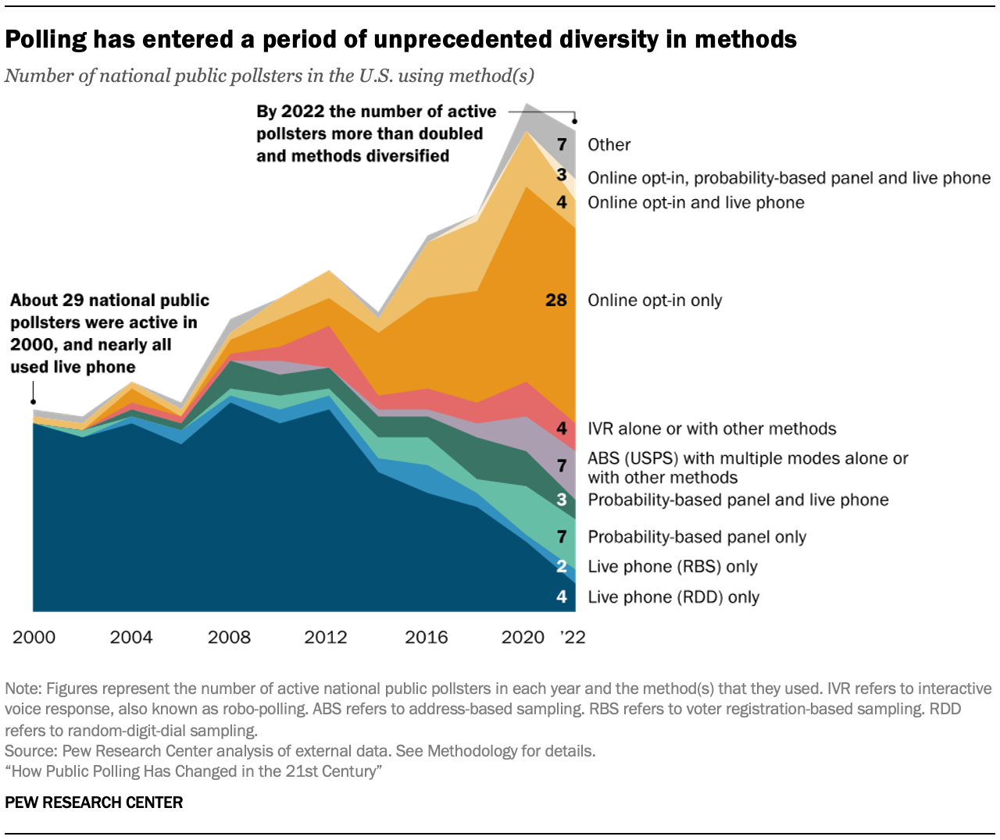 Polling has entered a period of unprecedented diversity in methods
Number of national public pollsters in the U.S. using method(s)
By 2022 the number of active
pollsters more than doubled
and methods diversified
7 Other
3 Online opt-in, probability-based panel and live phone
4 Online opt-in and live phone
About 29 national public
pollsters were active in
2000, and nearly all
used live phone
28 Online opt-in only
4 IVR alone or with other methods
7 ABS (USPS) with multiple modes alone or
with other methods
3 Probability-based panel and live phone
7 Probability-based panel only
2 Live phone (RBS) only
4 Live phone (RDD) only
2000 2004 2008 2012 2016 2020 ’22
Note: Figures represent the number of active national public pollsters in each year and the method(s) that they used. IVR refers to interactive
voice response, also known as robo-polling. ABS refers to address-based sampling. RBS refers to voter registration-based sampling. RDD
refers to random-digit-dial sampling.
Source: Pew Research Center analysis of external data. See Methodology for details.
“How Public Polling Has Changed in the 21st Century”
PEW RESEARCH CENTER